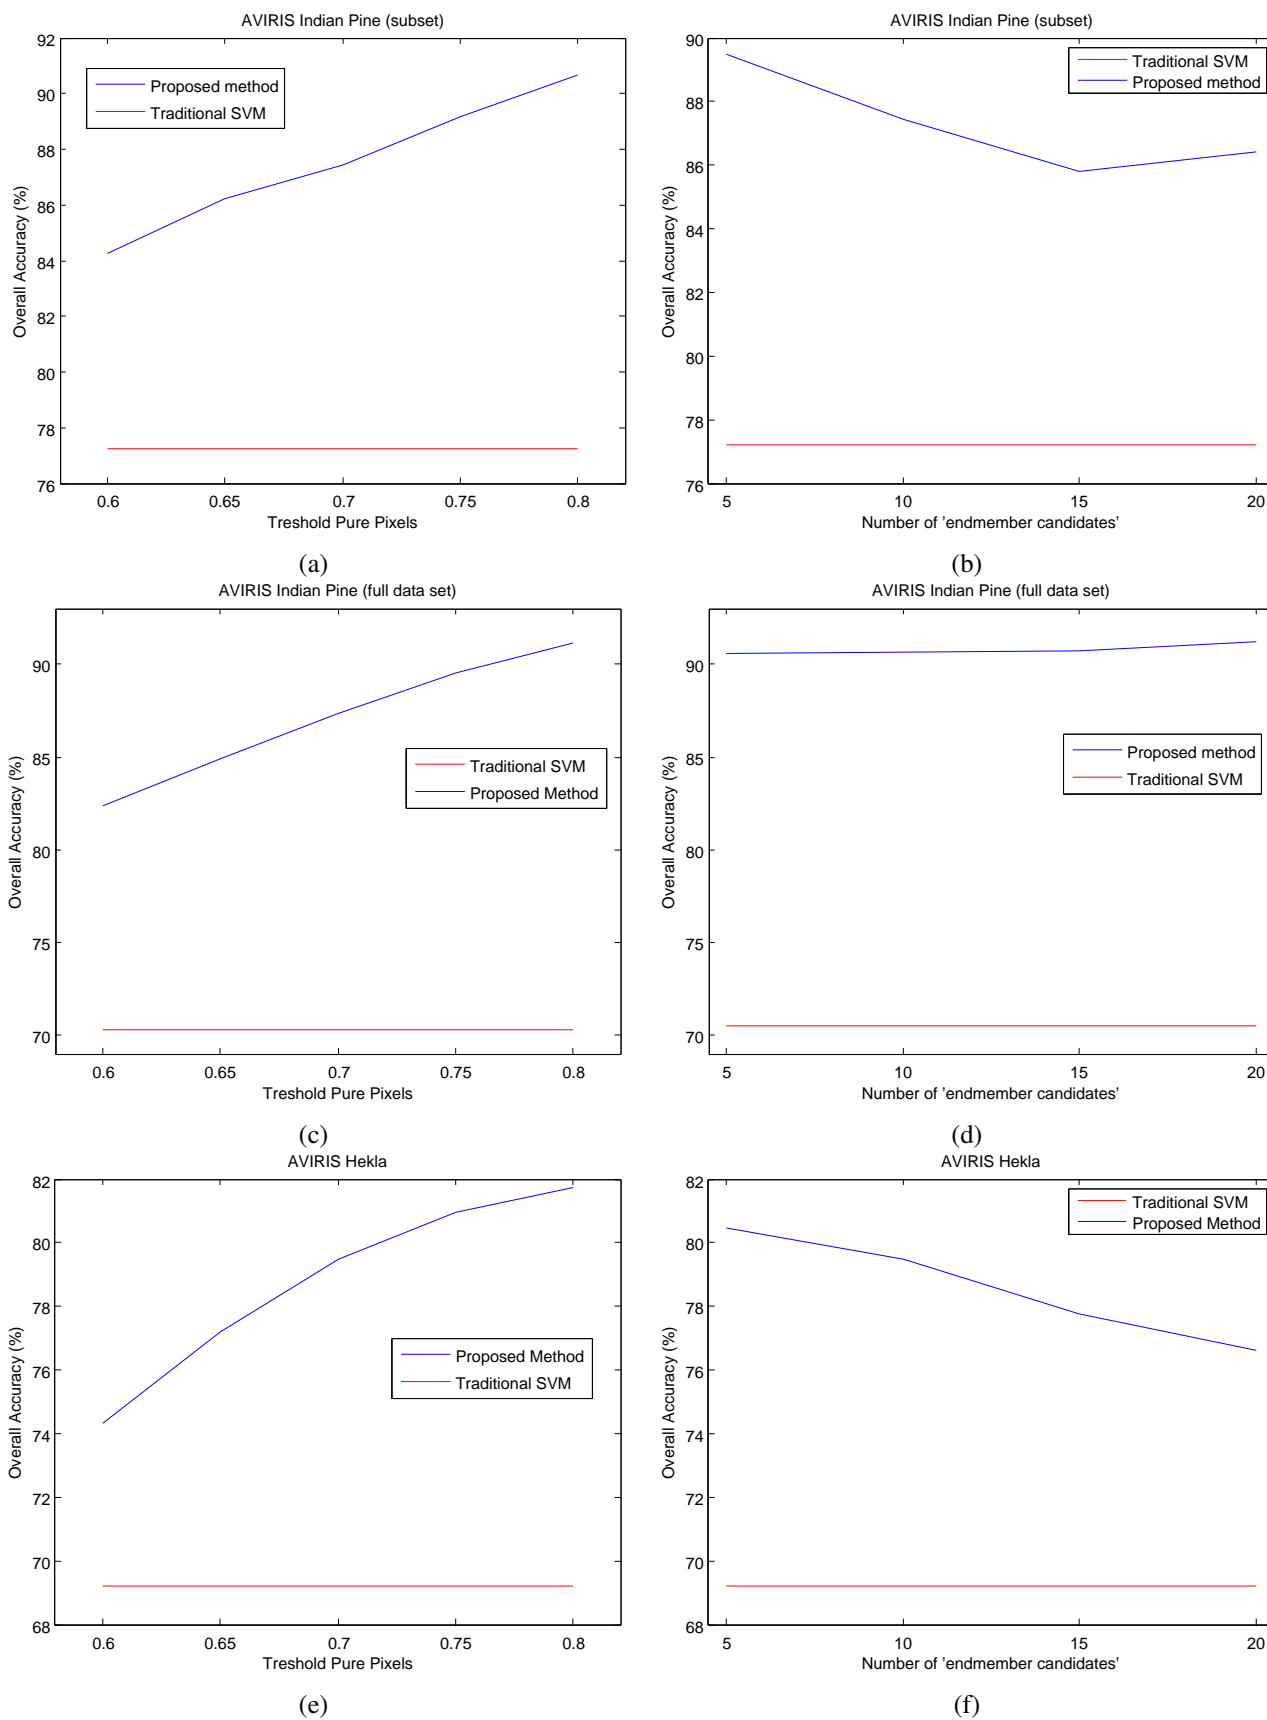 AVIRIS Indian Pine (subset)
92
90
88
86
84
82
80
78
76
Overall Accuracy (%)
Proposed method
Traditional SVM
0.6 0.65 0.7 0.75 0.8
Treshold Pure Pixels
(a)
AVIRIS Indian Pine (subset)
90
88
86
84
82
80
78
76
Overall Accuracy (%)
Traditional SVM
Proposed method
5 10 15 20
Number of 'endmember candidates'
(b)
AVIRIS Indian Pine (full data set)
90
85
80
75
70
Overall Accuracy (%)
Traditional SVM
Proposed Method
0.6 0.65 0.7 0.75 0.8
Treshold Pure Pixels
(c)
AVIRIS Indian Pine (full data set)
90
85
80
75
70
Overall Accuracy (%)
Proposed method
Traditional SVM
5 10 15 20
Number of 'endmember candidates'
(d)
AVIRIS Hekla
82
80
78
76
74
72
70
68
Overall Accuracy (%)
Proposed Method
Traditional SVM
0.6 0.65 0.7 0.75 0.8
Treshold Pure Pixels
(e)
AVIRIS Hekla
82
80
78
76
74
72
70
68
Overall Accuracy (%)
Traditional SVM
Proposed Method
5 10 15 20
Number of 'endmember candidates'
(f)